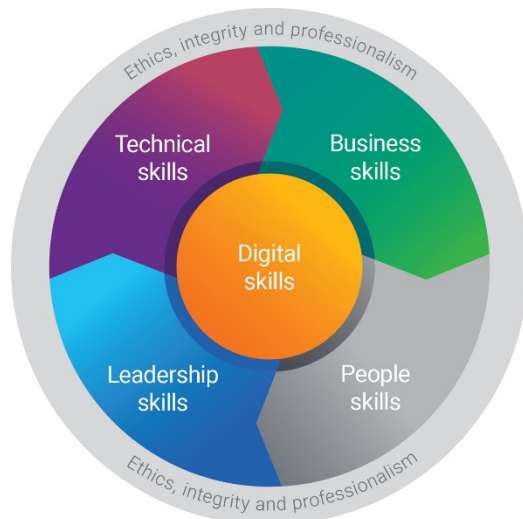 Ethics, integrity and professionalism
Technical
skills
Business
skills
Digital
skills
Leadership
skills
People
skills
Ethics, integrity and professionalism